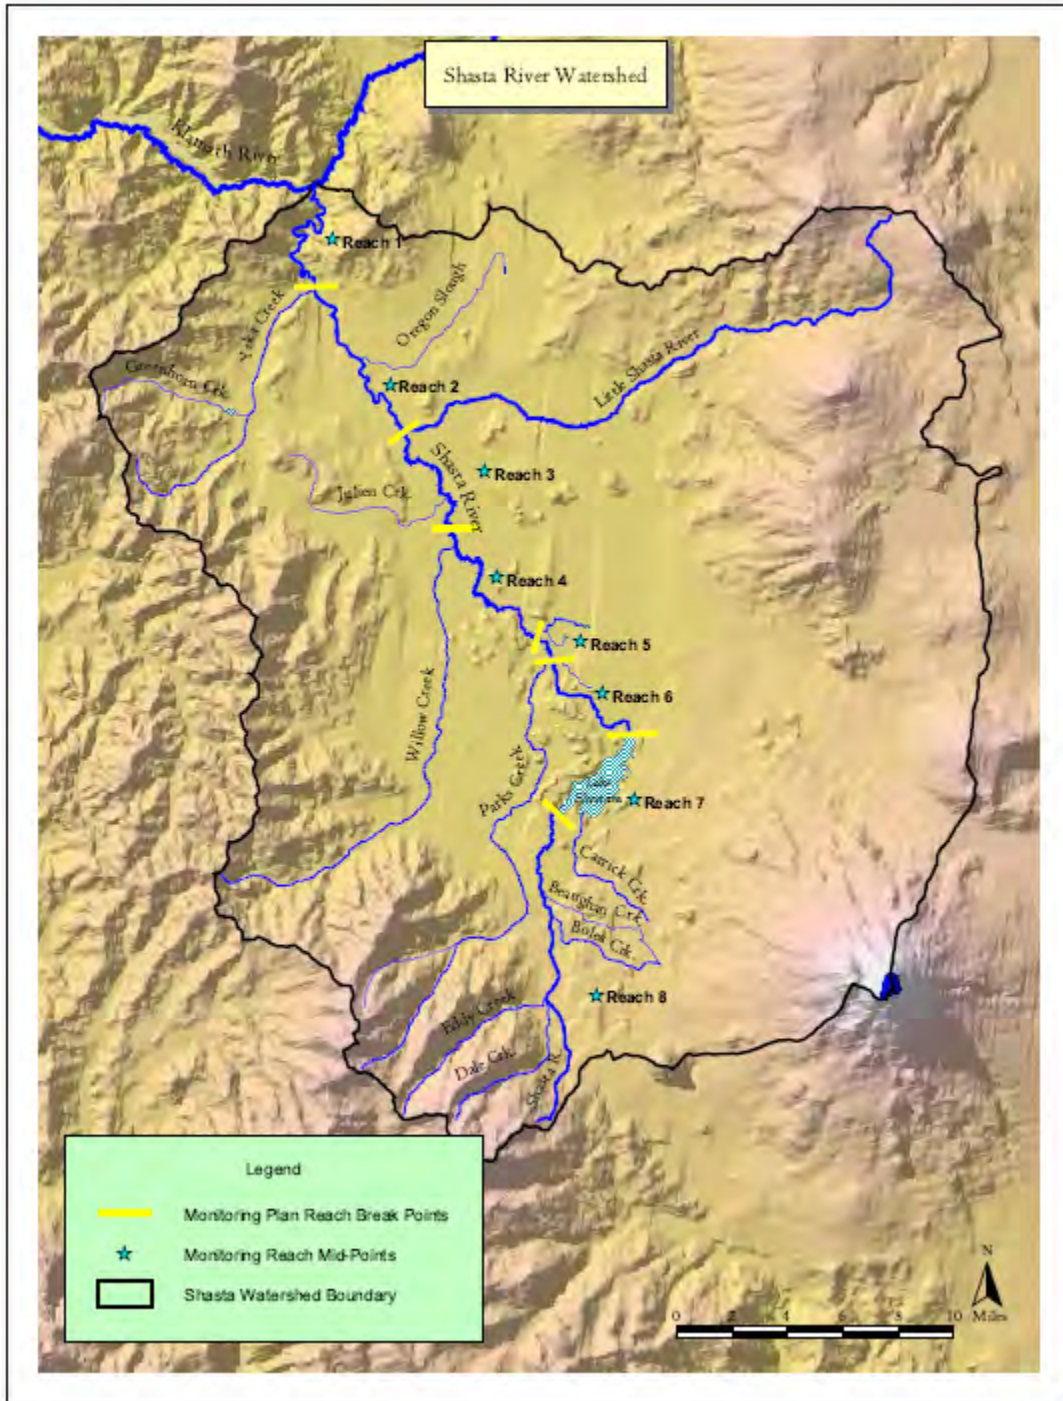 Shasta River Watershed
Klamath River
Reach 1
Oregon Slough
Yreka Creek
Greenhorn Crk.
Reach 2
Little Shasta River
Shasta River
Reach 3
Julien Crk.
Reach 4
Reach 5
Reach 6
Willow Creek
Parks Creek
Reach 7
Carrick Crk.
Beaughan Crk.
Boles Crk.
Reach 8
Eddy Creek
Dale Crk.
Shasta R.
Legend
Monitoring Plan Reach Break Points
Monitoring Reach Mid-Points
Shasta Watershed Boundary
N
0 2 4 6 8 10
Miles